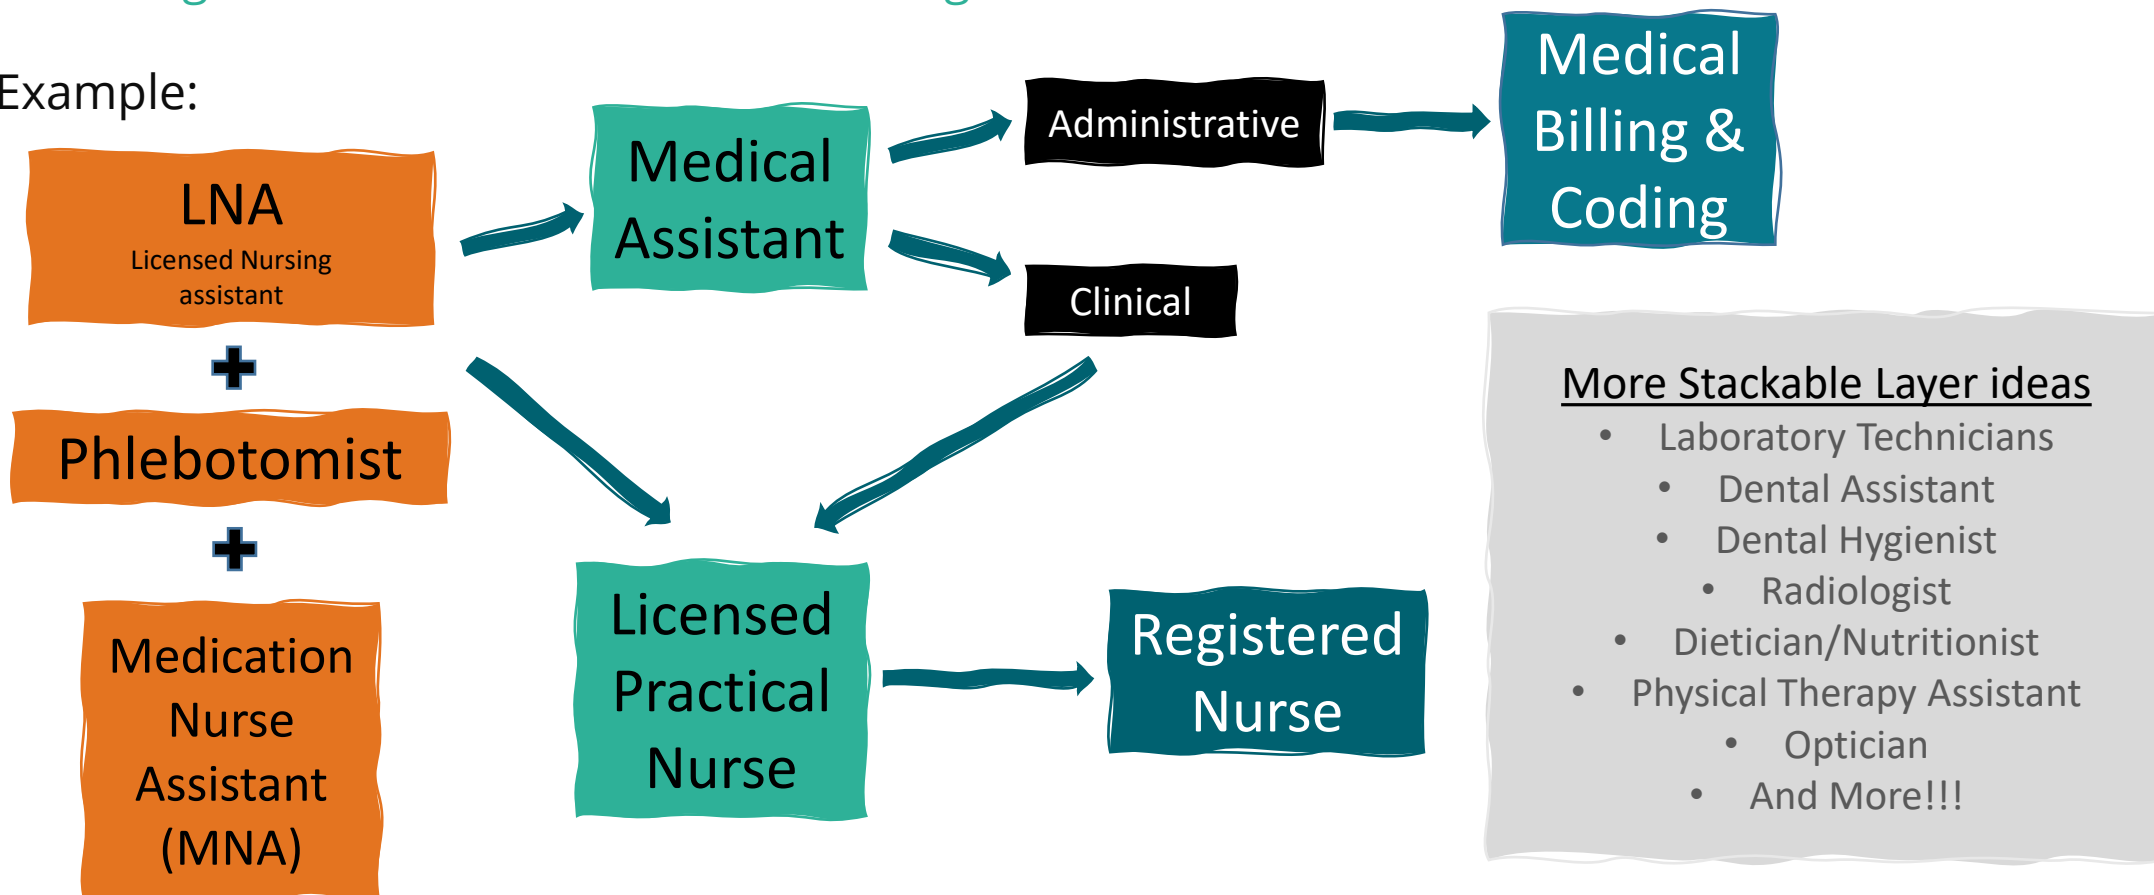 Example:
LNA
Licensed Nursing
assistant
Phlebotomist
Medication
Nurse
Assistant
(MNA)
Medical
Assistant
Administrative
Clinical
Medical
Billing &
Coding
Licensed
Practical
Nurse
Registered
Nurse
More Stackable Layer ideas
• Laboratory Technicians
• Dental Assistant
• Dental Hygienist
• Radiologist
• Dietician/Nutritionist
• Physical Therapy Assistant
• Optician
• And More!!!